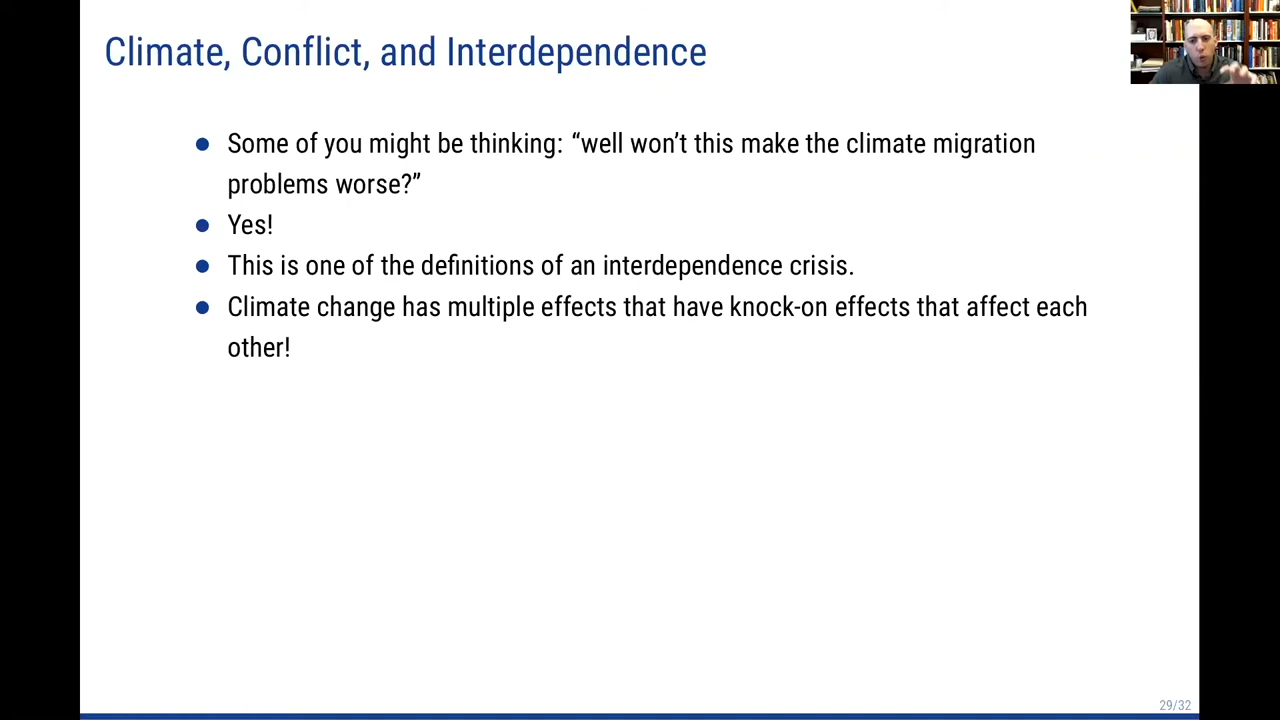 Climate, Conflict, and Interdependence
● Some of you might be thinking: “well won’t this make the climate migration
problems worse?”
● Yes!
● This is one of the definitions of an interdependence crisis.
● Climate change has multiple effects that have knock-on effects that affect each
other!
29/32